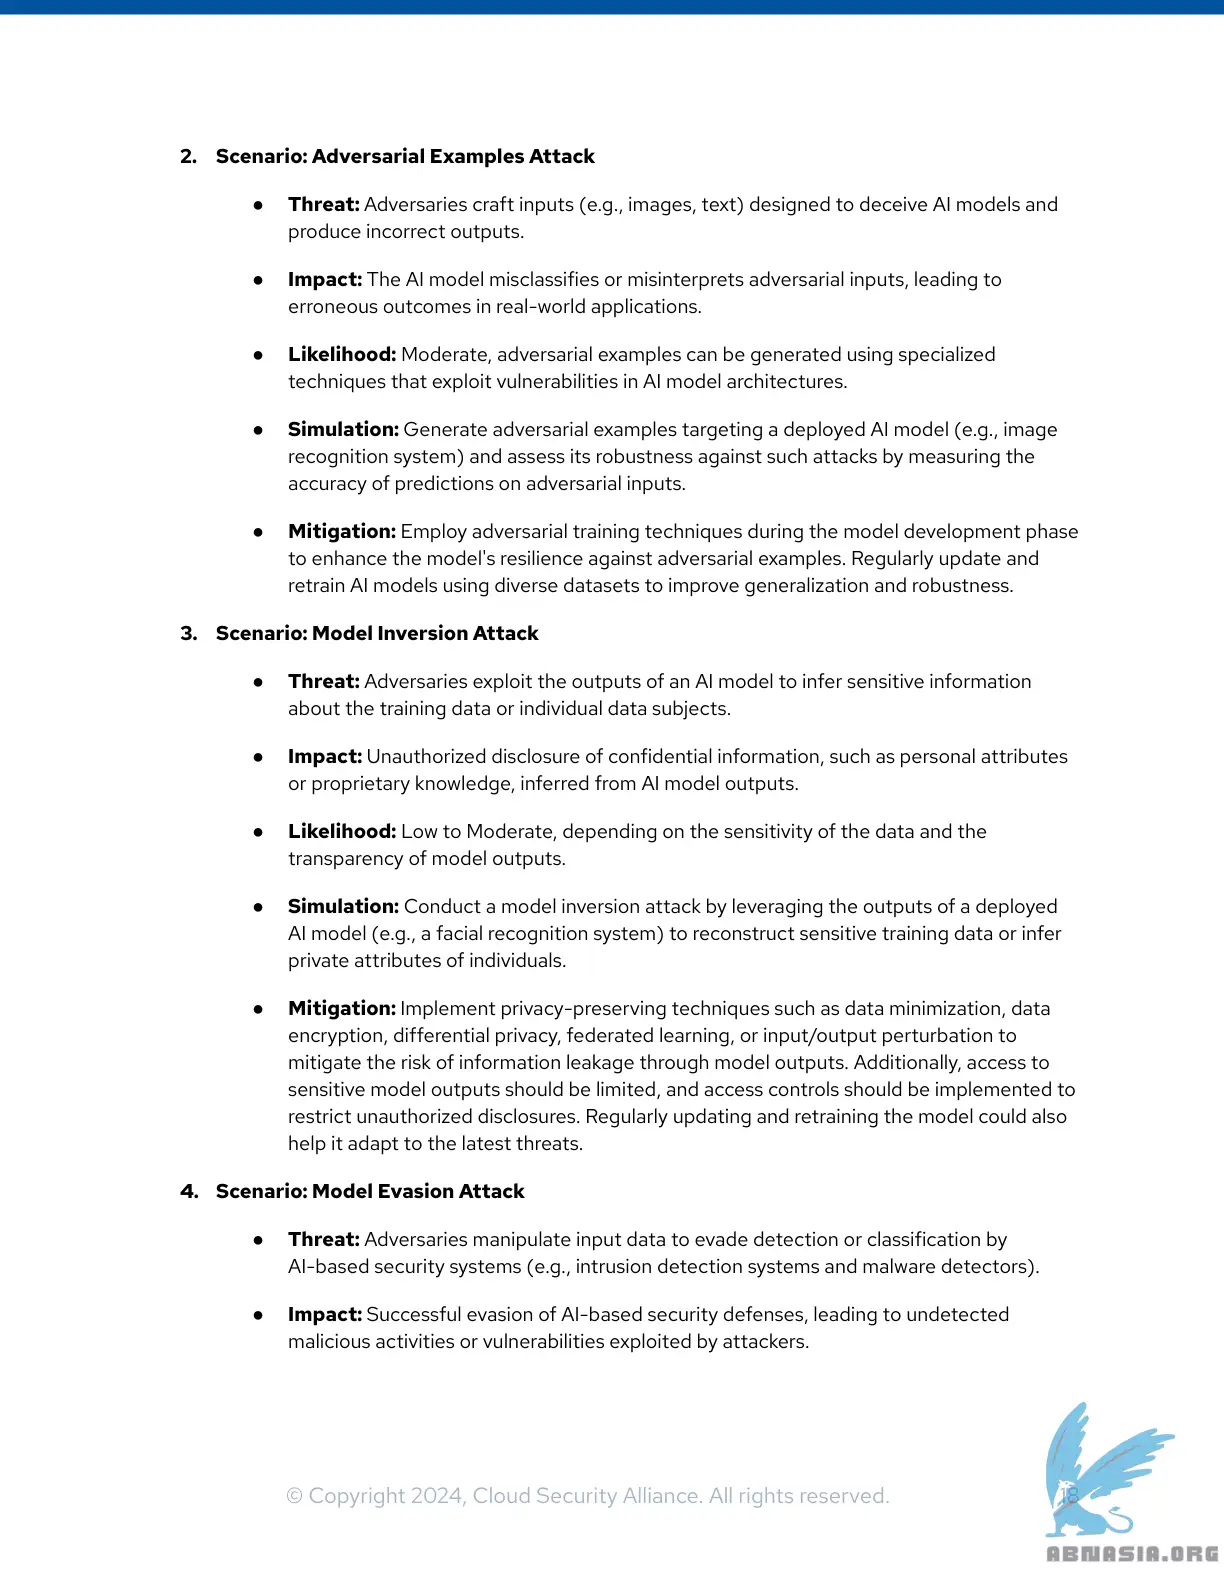 2. Scenario: Adversarial Examples Attack
● Threat: Adversaries craft inputs (e.g., images, text) designed to deceive AI models and
produce incorrect outputs.
● Impact: The AI model misclassifies or misinterprets adversarial inputs, leading to
erroneous outcomes in real-world applications.
● Likelihood: Moderate, adversarial examples can be generated using specialized
techniques that exploit vulnerabilities in AI model architectures.
● Simulation: Generate adversarial examples targeting a deployed AI model (e.g., image
recognition system) and assess its robustness against such attacks by measuring the
accuracy of predictions on adversarial inputs.
● Mitigation: Employ adversarial training techniques during the model development phase
to enhance the model's resilience against adversarial examples. Regularly update and
retrain AI models using diverse datasets to improve generalization and robustness.
3. Scenario: Model Inversion Attack
● Threat: Adversaries exploit the outputs of an AI model to infer sensitive information
about the training data or individual data subjects.
● Impact: Unauthorized disclosure of confidential information, such as personal attributes
or proprietary knowledge, inferred from AI model outputs.
● Likelihood: Low to Moderate, depending on the sensitivity of the data and the
transparency of model outputs.
● Simulation: Conduct a model inversion attack by leveraging the outputs of a deployed
AI model (e.g., a facial recognition system) to reconstruct sensitive training data or infer
private attributes of individuals.
● Mitigation: Implement privacy-preserving techniques such as data minimization, data
encryption, differential privacy, federated learning, or input/output perturbation to
mitigate the risk of information leakage through model outputs. Additionally, access to
sensitive model outputs should be limited, and access controls should be implemented to
restrict unauthorized disclosures. Regularly updating and retraining the model could also
help it adapt to the latest threats.
4. Scenario: Model Evasion Attack
● Threat: Adversaries manipulate input data to evade detection or classification by
AI-based security systems (e.g., intrusion detection systems and malware detectors).
● Impact: Successful evasion of AI-based security defenses, leading to undetected
malicious activities or vulnerabilities exploited by attackers.
© Copyright 2024, Cloud Security Alliance. All rights reserved.
18
ABNASIA.ORG